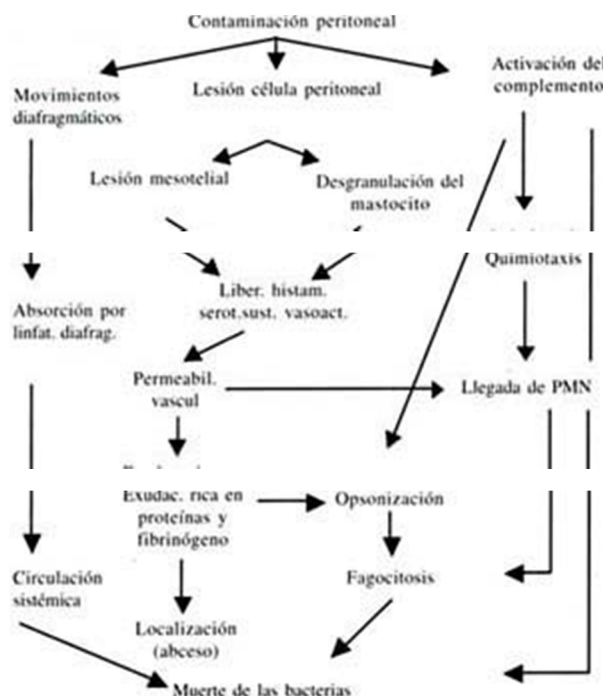 Contaminación peritoneal
Activación del
complemento
Lesión célula peritoneal
Movimientos
diafragmáticos
Lesión mesotelial
Desgranulación del
mastocito
Quimiotaxis
Liber. histam.
serot.sust. vasoact.
Absorción por
linfat. diafrag.
Permeabil.
vascul
Llegada de PMN
Exudac. rica en
proteínas y
fibrinógeno
Opsonización
Circulación
sistémica
Fagocitosis
Localización
(abceso)
Muerte de las bacterias